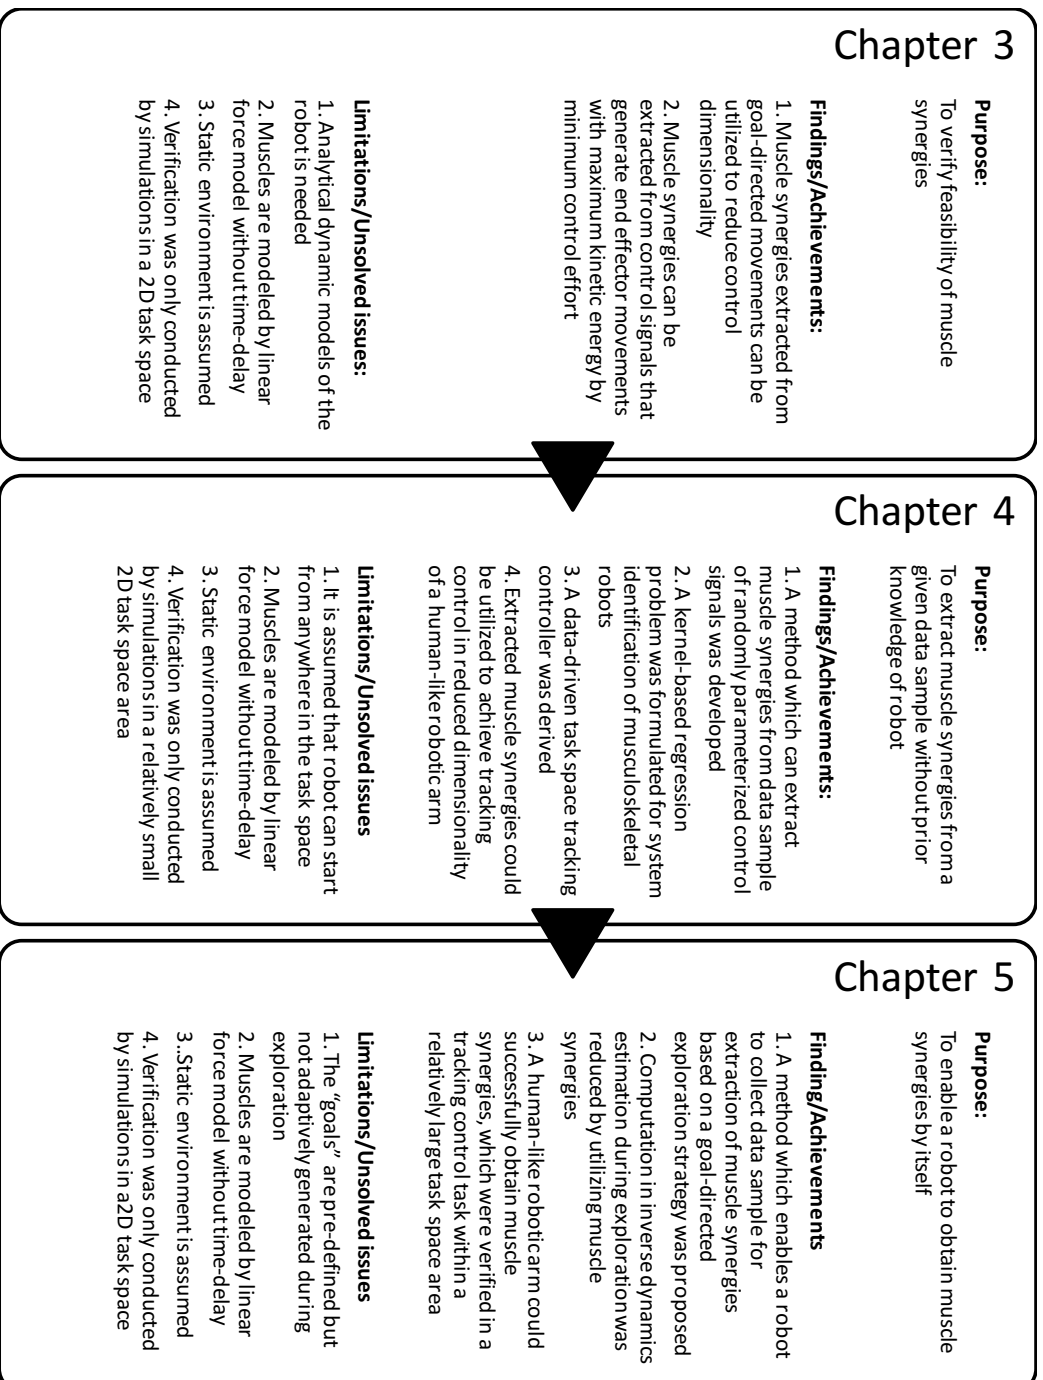 Chapter 3
Purpose:
To verify feasibility of muscle
synergies
Findings/Achievements:
1. Muscle synergies extracted from
goal-directed movements can be
utilized to reduce control
dimensionality
2. Muscle synergies can be
extracted from control signals that
generate end effector movements
with maximum kinetic energy by
minimum control effort
Limitations/Unsolved issues:
1. Analytical dynamic models of the
robot is needed
2. Muscles are modeled by linear
force model without time-delay
3. Static environment is assumed
4. Verification was only conducted
by simulations in a 2D task space
Chapter 4
Purpose:
To extract muscle synergies from a
given data sample without prior
knowledge of robot
Findings/Achievements:
1. A method which can extract
muscle synergies from data sample
of randomly parameterized control
signals was developed
2. A kernel-based regression
problem was formulated for system
identification of musculoskeletal
robots
3. A data-driven task space tracking
controller was derived
4. Extracted muscle synergies could
be utilized to achieve tracking
control in reduced dimensionality
of a human-like robotic arm
Limitations/Unsolved issues
1. It is assumed that robot can start
from anywhere in the task space
2. Muscles are modeled by linear
force model without time-delay
3. Static environment is assumed
4. Verification was only conducted
by simulations in a relatively small
2D task space area
Chapter 5
Purpose:
To enable a robot to obtain muscle
synergies by itself
Finding/Achievements
1. A method which enables a robot
to collect data sample for
extraction of muscle synergies
based on a goal-directed
exploration strategy was proposed
2. Computation in inverse dynamics
estimation during exploration was
reduced by utilizing muscle
synergies
3. A human-like robotic arm could
successfully obtain muscle
synergies, which were verified in a
tracking control task within a
relatively large task space area
Limitations/Unsolved issues
1. The “goals” are pre-defined but
not adaptively generated during
exploration
2. Muscles are modeled by linear
force model without time-delay
3..Static environment is assumed
4. Verification was only conducted
by simulations in a 2D task space